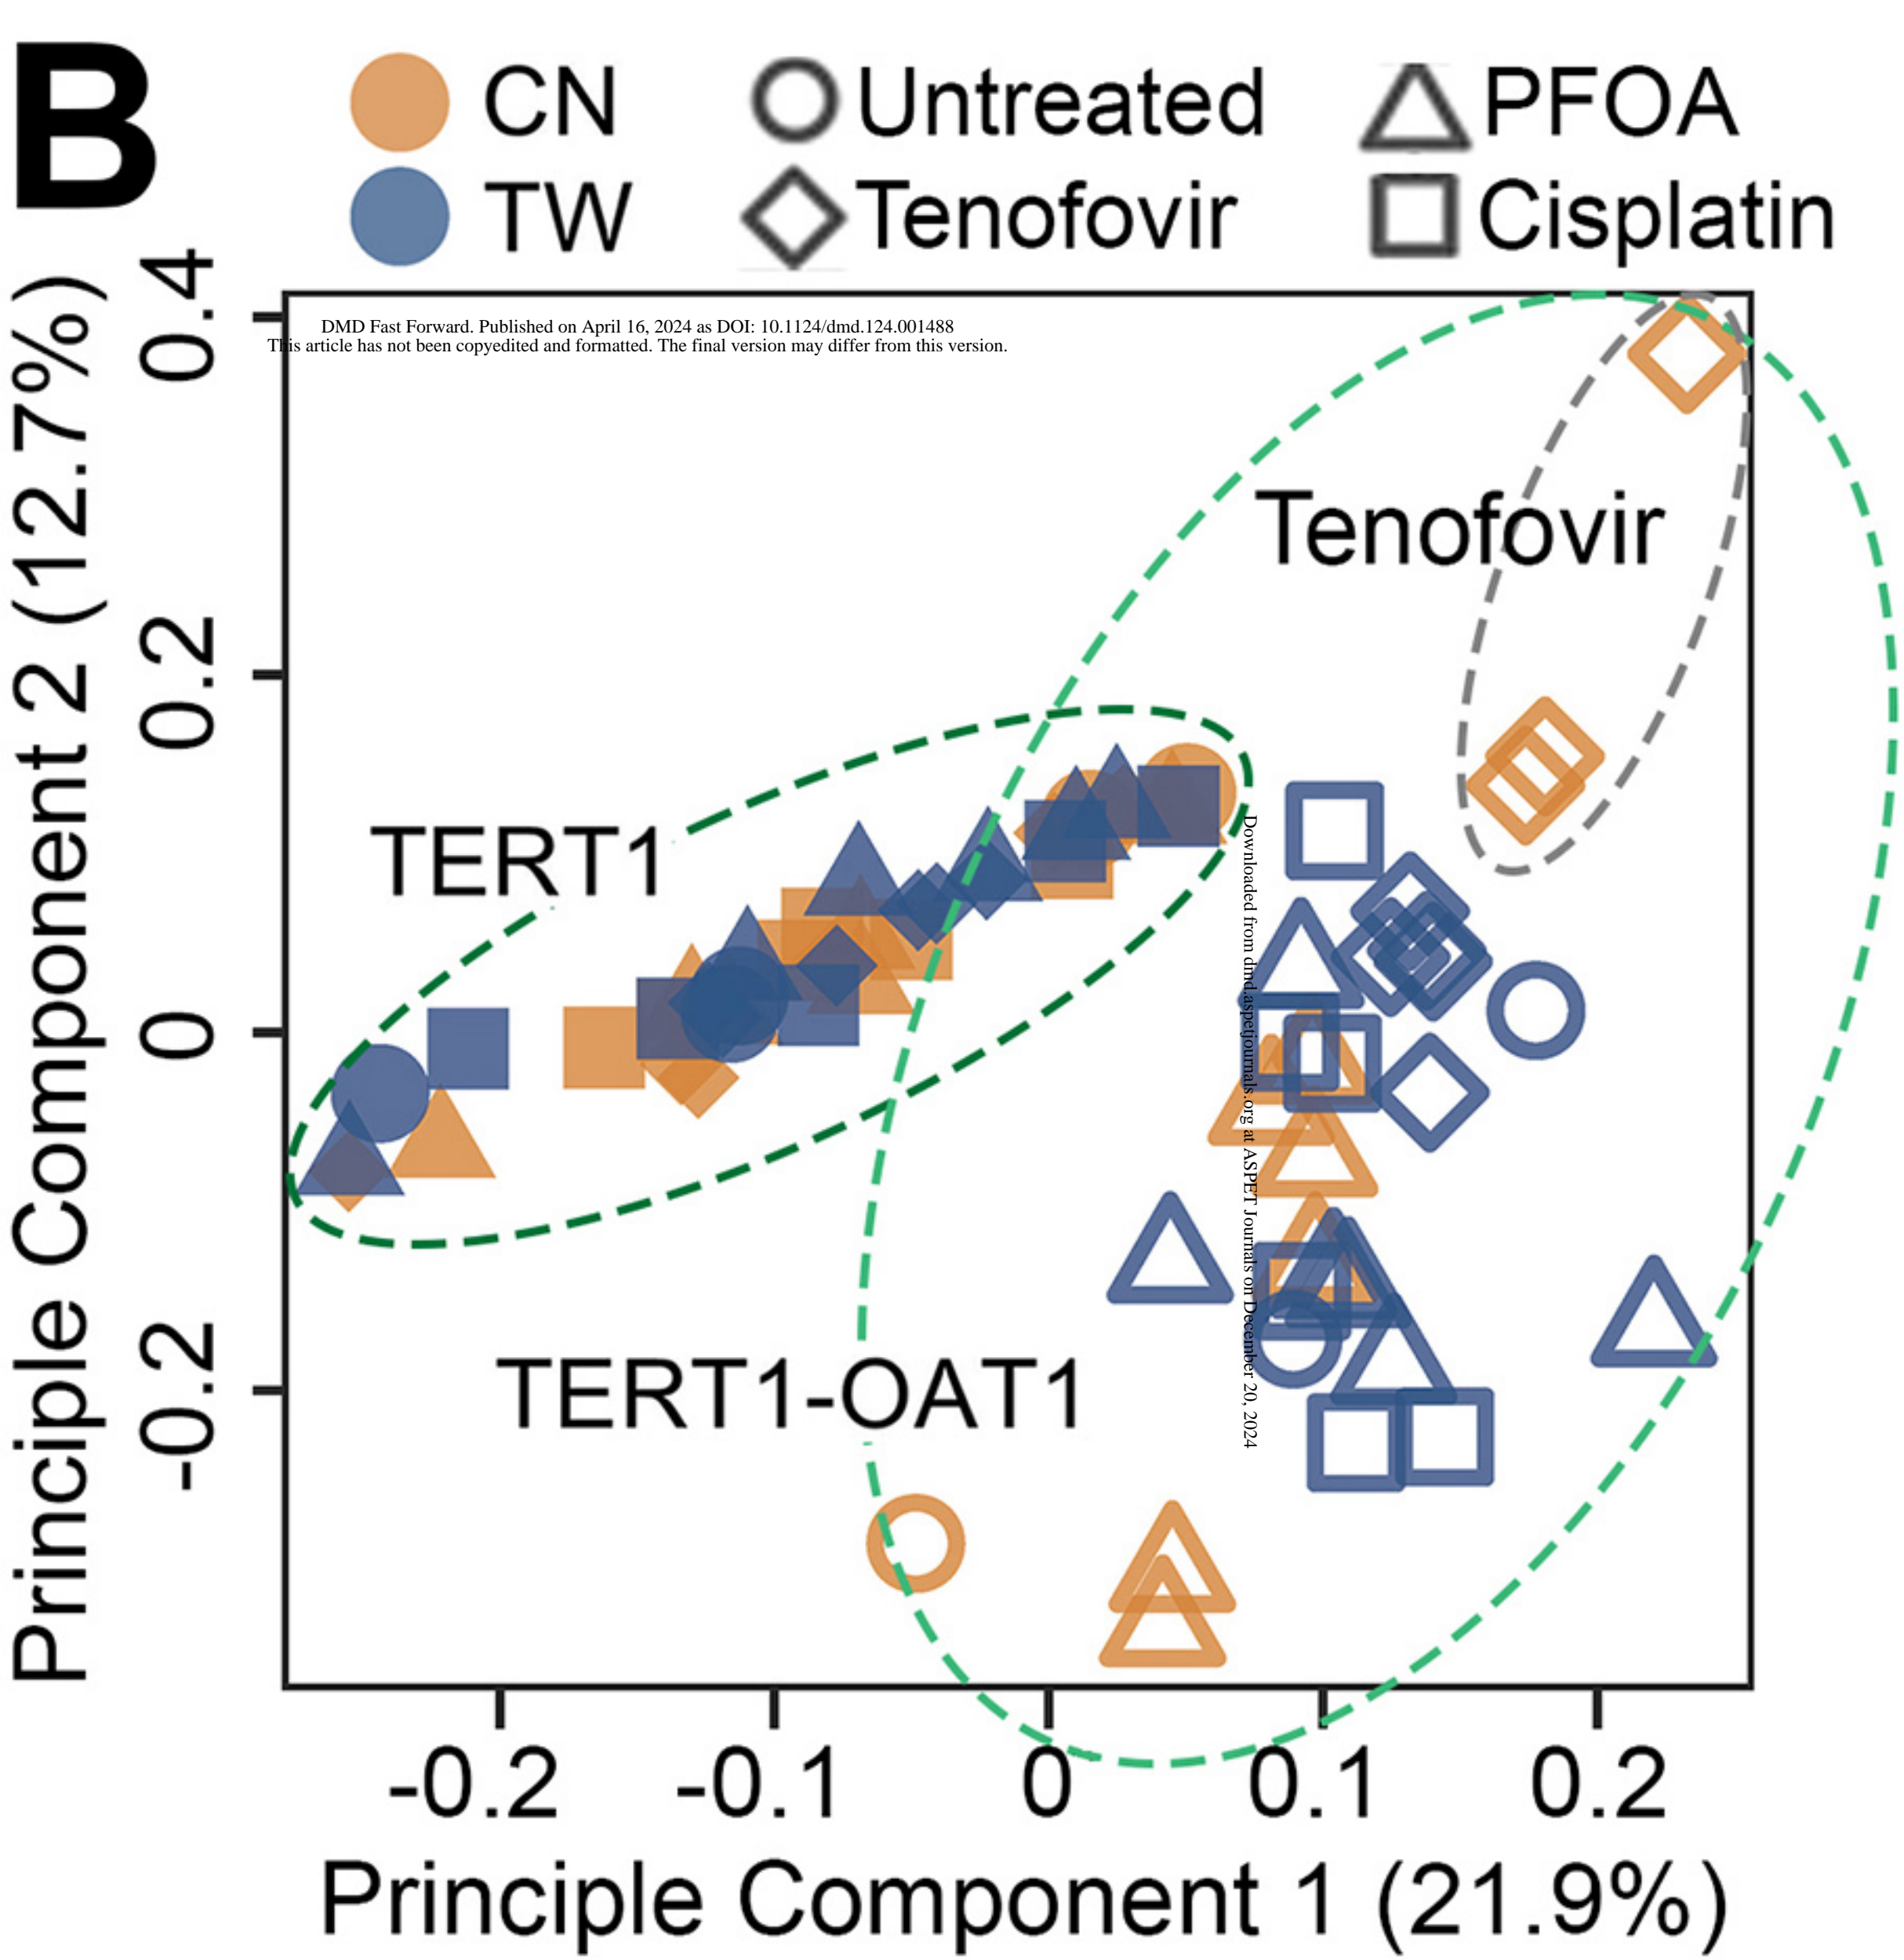 B
CN
Untreated
PFOA
TW
Tenofovir
Cisplatin
DMD Fast Forward. Published on April 16, 2024 as DOI: 10.1124/dmd.124.001488
This article has not been copyedited and formatted. The final version may differ from this version.
Principle Component 2 (12.7%)
0.4
0.2
0
-0.2
Tenofovir
TERT1
TERT1-OAT1
Downloaded from dmd.aspetjournals.org at ASPET Journals on December 20, 2024
-0.2
-0.1
0
0.1
0.2
Principle Component 1 (21.9%)